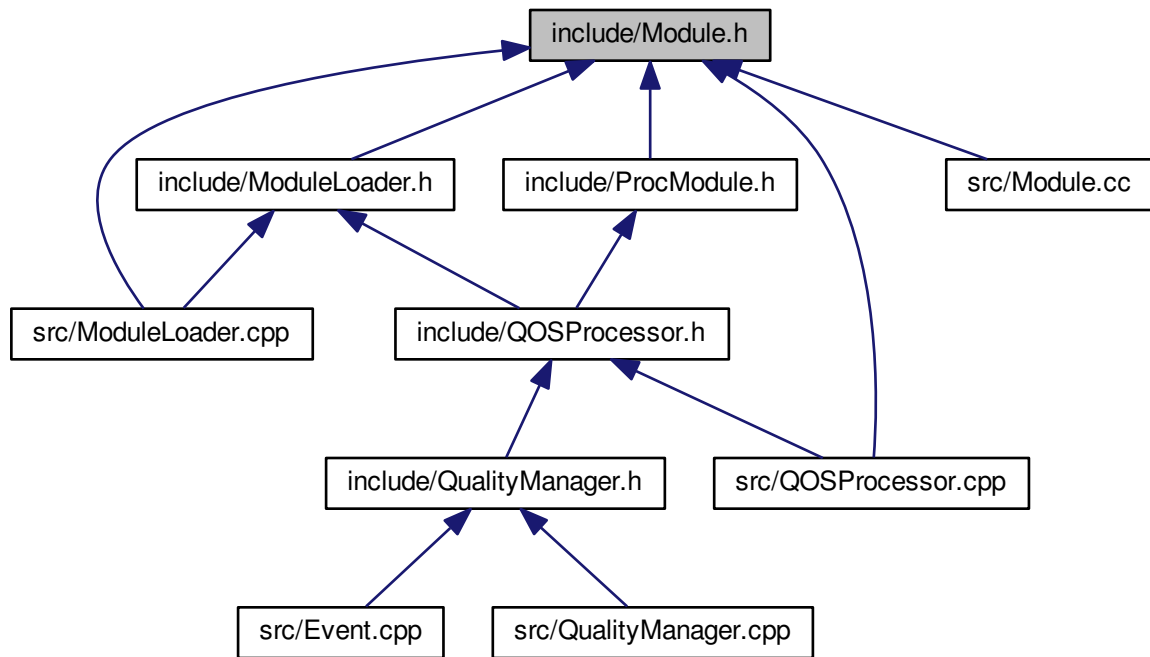 include/Module.h
include/ModuleLoader.h
include/ProcModule.h
src/Module.cc
src/ModuleLoader.cpp
include/QOSProcessor.h
include/QualityManager.h
src/QOSProcessor.cpp
src/Event.cpp
src/QualityManager.cpp